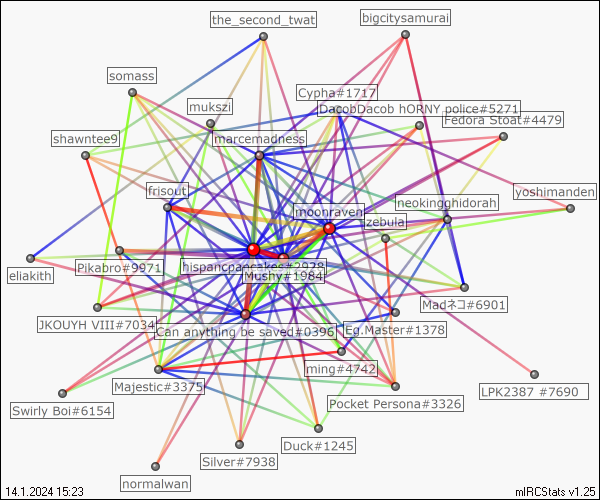 the_second_twat
bigcitysamurai
somass
Cypha#1717
mukszi
DacobDacob hORNY police#5271
Fedora Stoat#4479
marcemadness
shawntee9
frisout
yoshimanden
neokingghidorah
moonraven
zebula
hispancpancakes#2978
Pikabro#9971
eliakith
Mushy#1984
Madネコ#6901
JKOUYH VIII#7034
Can anything be saved#0396
Eg.Master#1378
ming#4742
Majestic#3375
LPK2387 #7690
Pocket Persona#3326
Swirly Boi#6154
Duck#1245
Silver#7938
normalwan
14.1.2024 15:23
mIRCStats v1.25